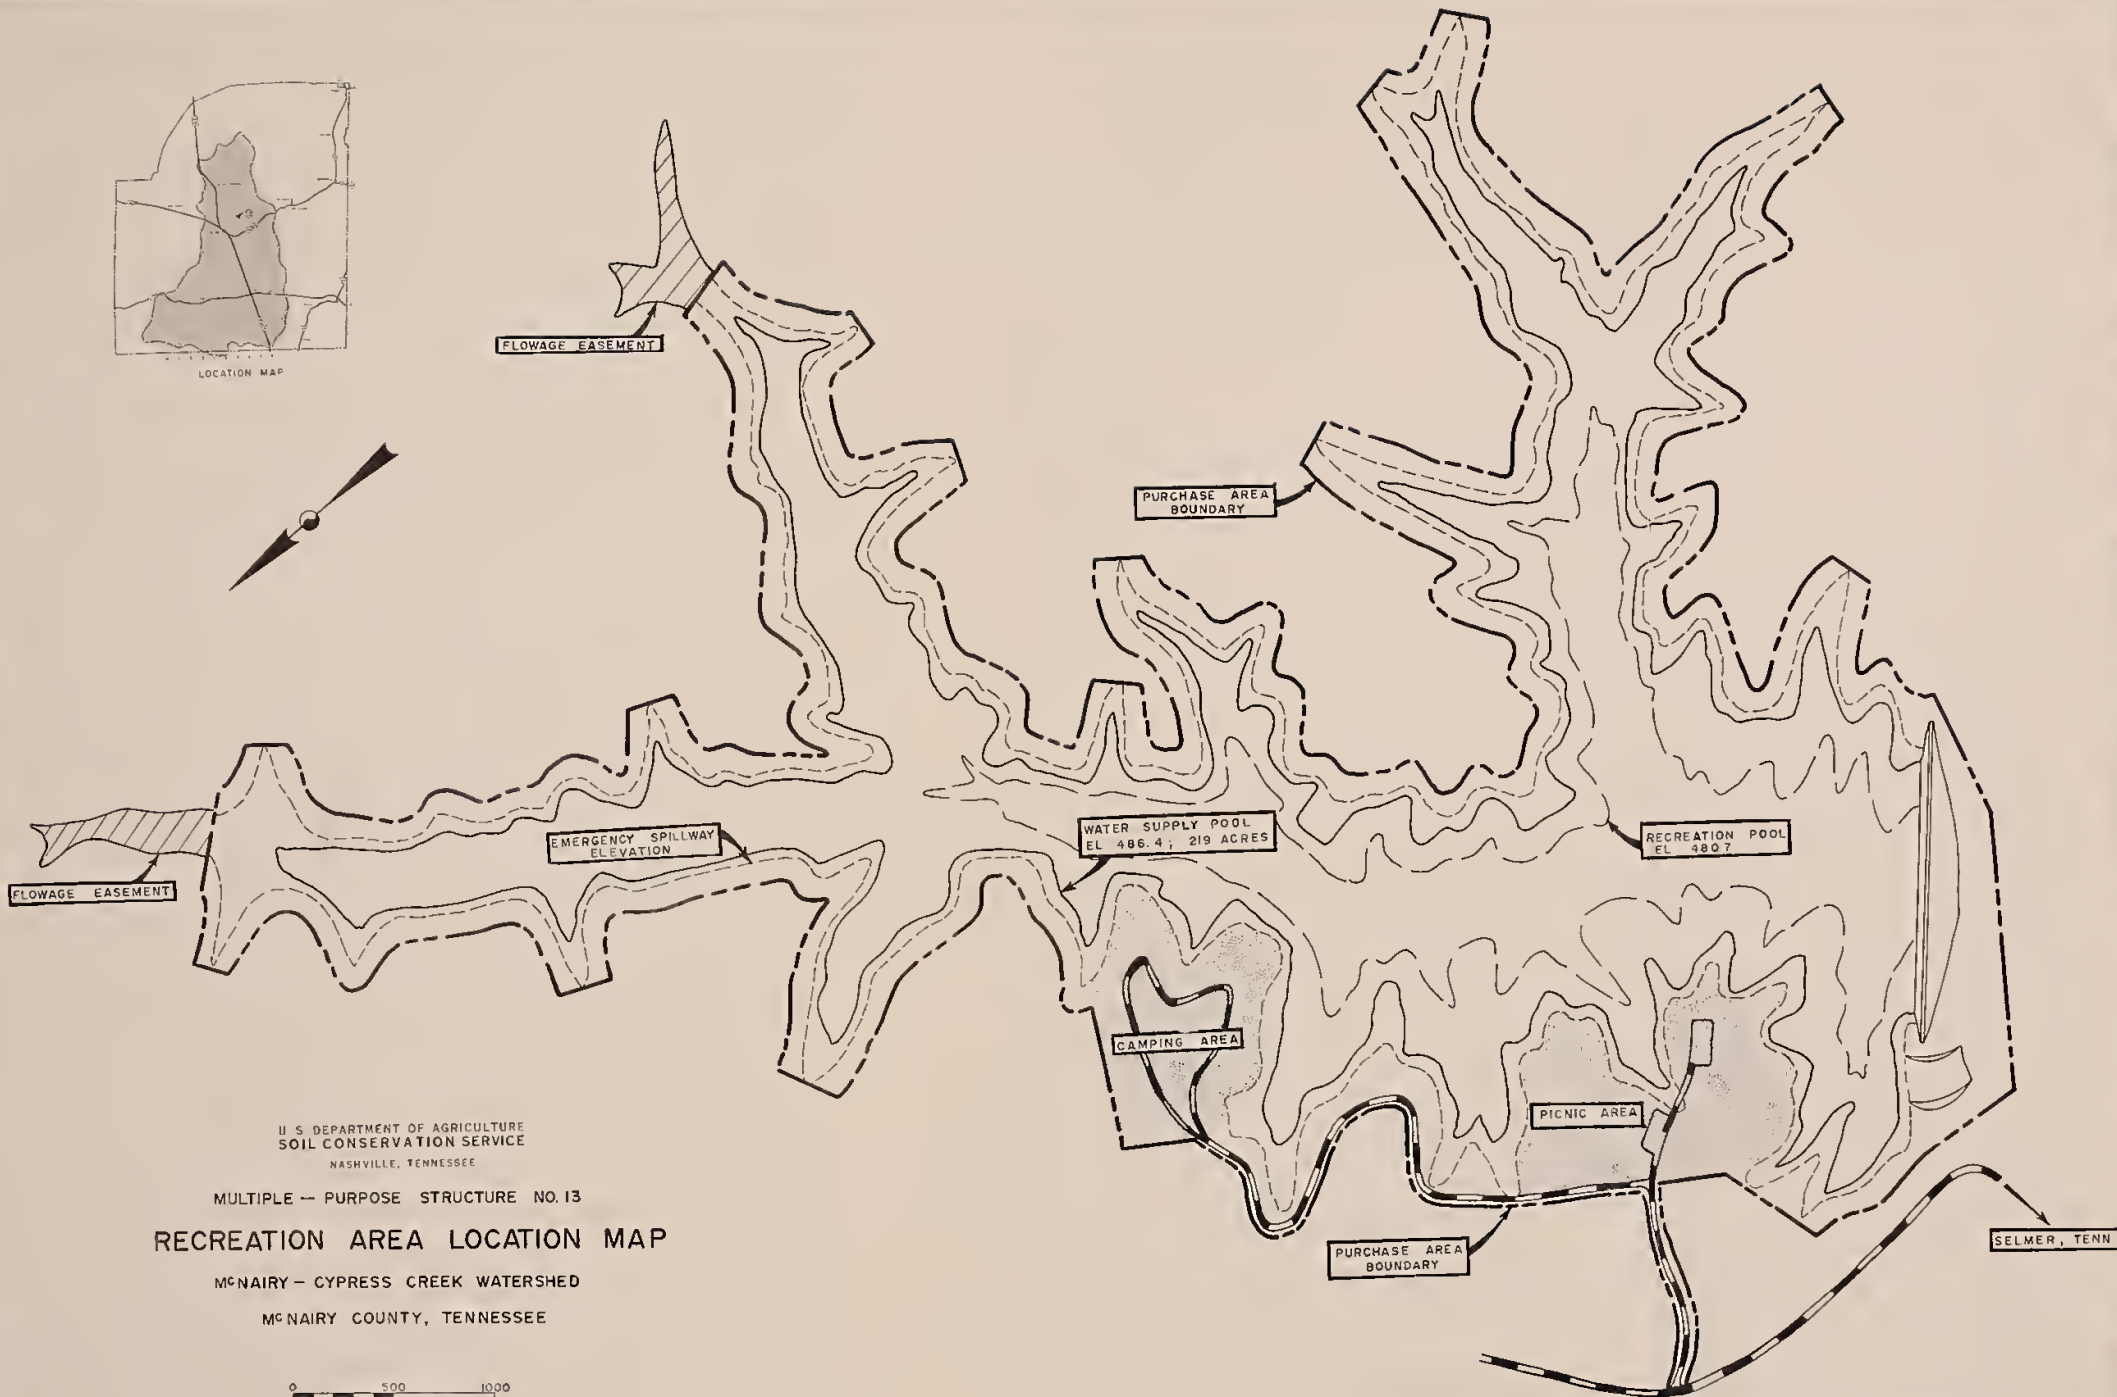 LOCATION MAP
FLOWAGE EASEMENT
PURCHASE AREA
BOUNDARY
EMERGENCY SPILLWAY
ELEVATION
WATER SUPPLY POOL
EL 486.4; 219 ACRES
RECREATION POOL
EL 480.7
FLOWAGE EASEMENT
CAMPING AREA
PICNIC AREA
U S DEPARTMENT OF AGRICULTURE
SOIL CONSERVATION SERVICE
NASHVILLE, TENNESSEE
MULTIPLE - PURPOSE STRUCTURE NO. 13
RECREATION AREA LOCATION MAP
McNAIRY - CYPRESS CREEK WATERSHED
McNAIRY COUNTY, TENNESSEE
PURCHASE AREA
BOUNDARY
SELMER, TENN
0 500 1000